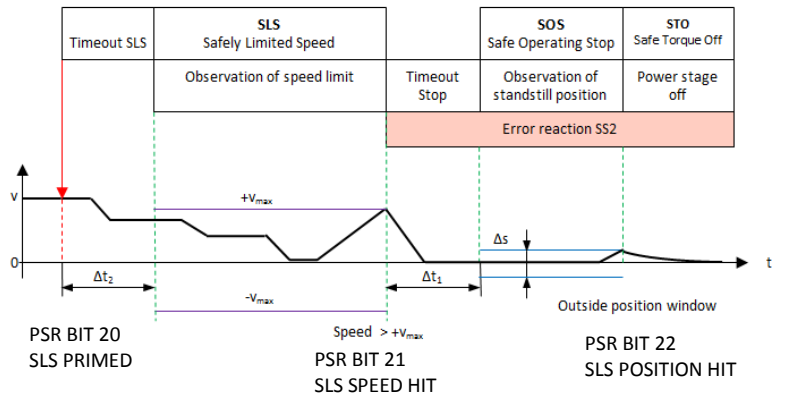 Timeout SLS
SLS
Safely Limited Speed
SOS
Safe Operating Stop
STO
Safe Torque Off
Observation of speed limit
Timeout
Stop
Observation of
standstill position
Power stage
off
Error reaction SS2
v
+vmax
Δs
0
t
Δt2
Δt1
-vmax
Outside position window
Speed > +vmax
PSR BIT 20
SLS PRIMED
PSR BIT 21
SLS SPEED HIT
PSR BIT 22
SLS POSITION HIT